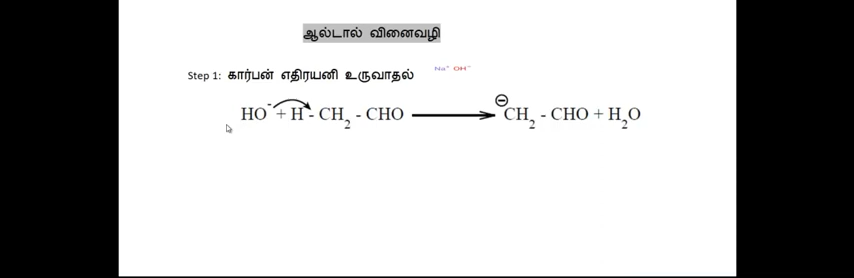 ஆல்டால் வினைவழி
Step 1: கார்பன் எதிரயனி உருவாதல் Na⁺ OH⁻
HO⁻ + H - CH₂ - CHO ⟶ ⊖CH₂ - CHO + H₂O